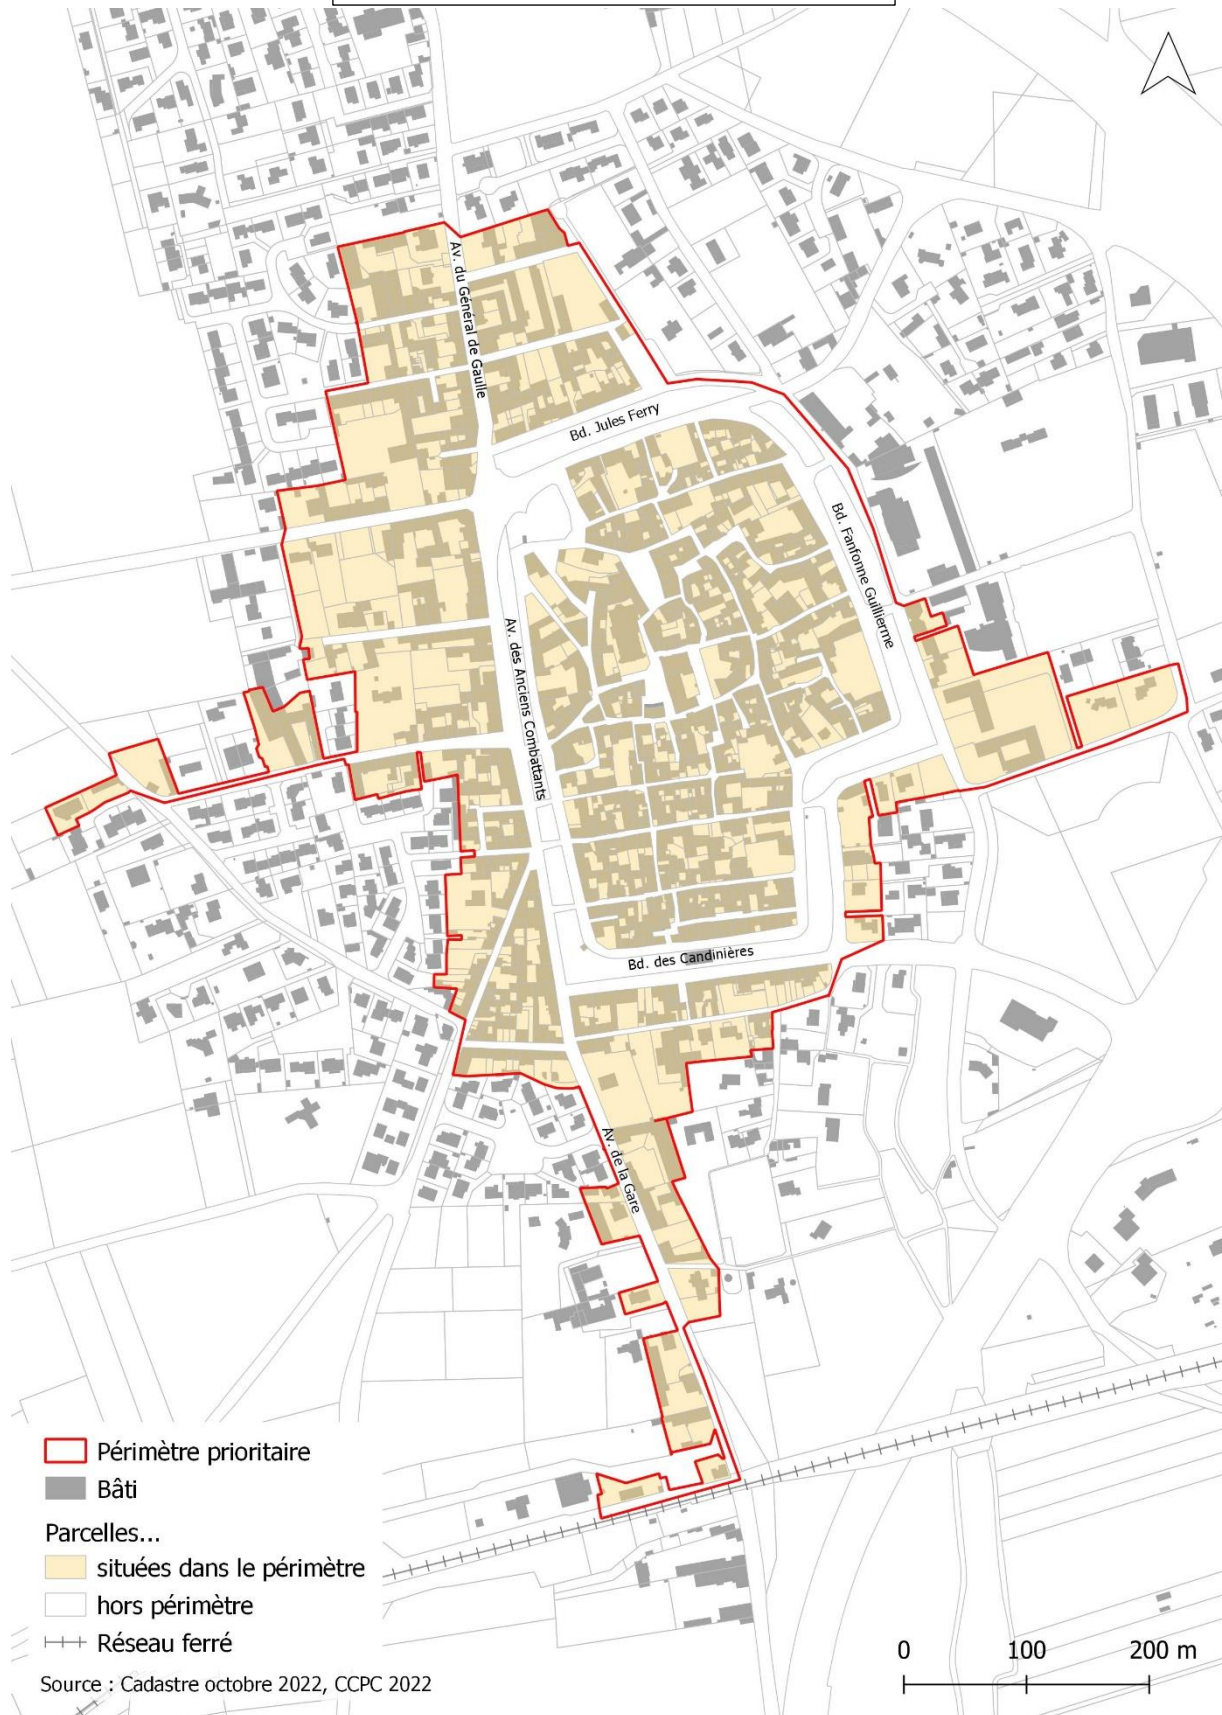 Av. du Général de Gaulle
Bd. Jules Ferry
Bd. Fanfonne Guillierme
Av. des Anciens Combattants
Bd. des Candinières
Av. de la Gare
Périmètre prioritaire
Bâti
Parcelles...
situées dans le périmètre
hors périmètre
Réseau ferré
Source : Cadastre octobre 2022, CCPC 2022
0 100 200 m